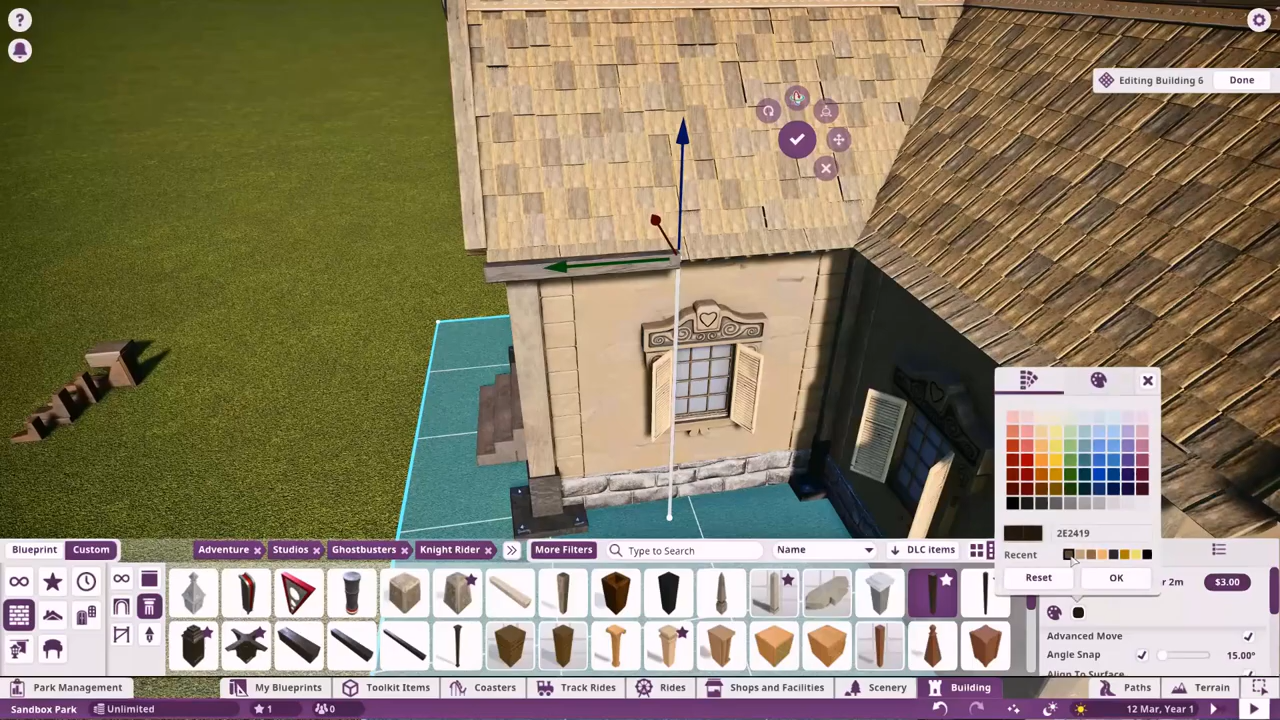 ?
Editing Building 6 Done
2E2419
Recent
Reset OK
Blueprint Custom Adventure × Studios × Ghostbusters × Knight Rider × More Filters Type to Search Name DLC items
r 2m $3.00
Advanced Move
Angle Snap 15.00°
Align To Surface
Park Management My Blueprints Toolkit Items Coasters Track Rides Rides Shops and Facilities Scenery Building Paths Terrain
Sandbox Park Unlimited 1 0 12 Mar, Year 1